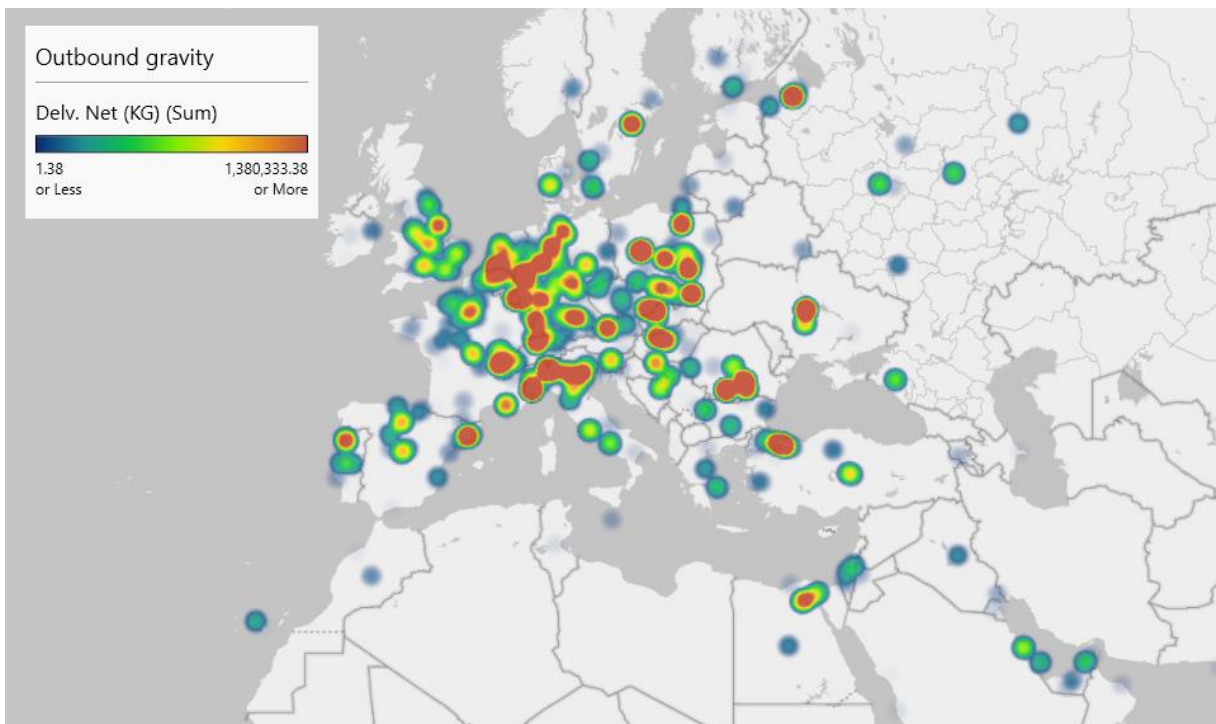 Outbound gravity
Delv. Net (KG) (Sum)
1.38 1,380,333.38
or Less or More